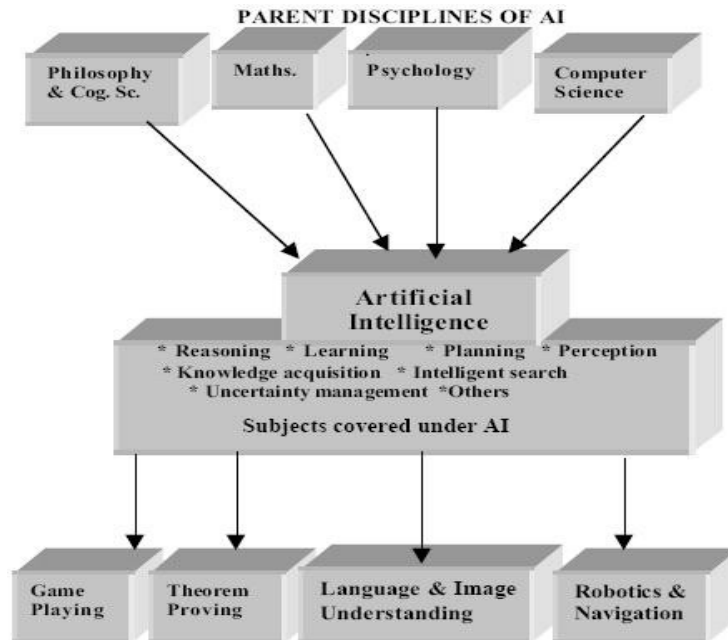 PARENT DISCIPLINES OF AI
Philosophy
& Cog. Sc.
Maths.
Psychology
Computer
Science
Artificial
Intelligence
* Reasoning * Learning * Planning * Perception
* Knowledge acquisition * Intelligent search
* Uncertainty management *Others
Subjects covered under AI
Game
Playing
Theorem
Proving
Language & Image
Understanding
Robotics &
Navigation